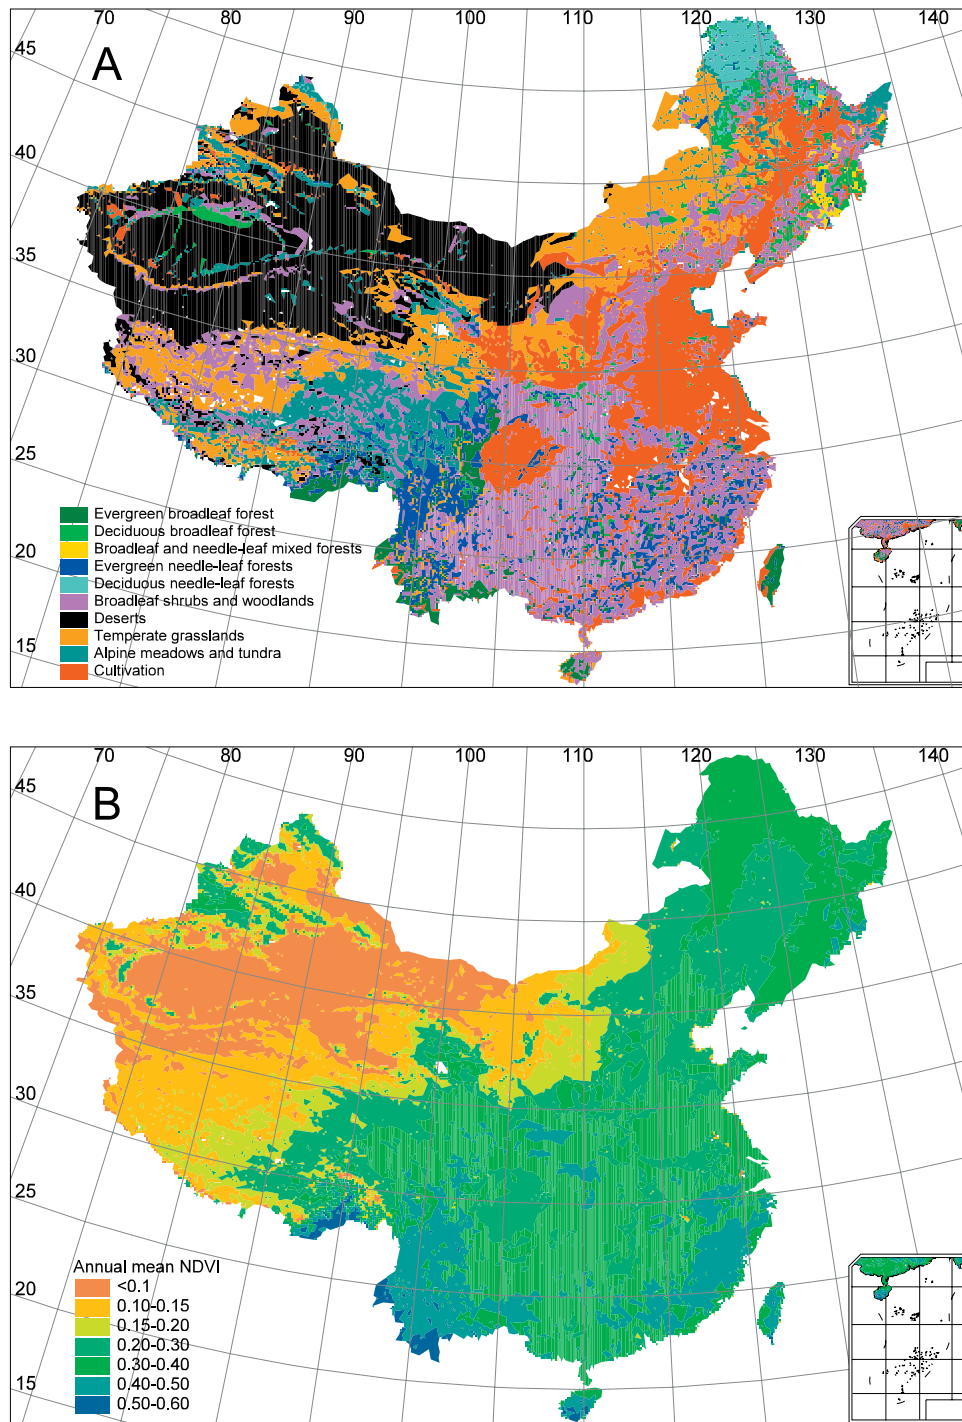 70 80 90 100 110 120 130 140
A
45
40
35
30
25
20
15
Evergreen broadleaf forest
Deciduous broadleaf forest
Broadleaf and needle-leaf mixed forests
Evergreen needle-leaf forests
Deciduous needle-leaf forests
Broadleaf shrubs and woodlands
Deserts
Temperate grasslands
Alpine meadows and tundra
Cultivation
70 80 90 100 110 120 130 140
B
45
40
35
30
25
20
15
Annual mean NDVI
<0.1
0.10-0.15
0.15-0.20
0.20-0.30
0.30-0.40
0.40-0.50
0.50-0.60